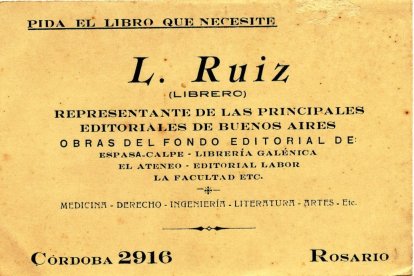 PIDA EL LIBRO QUE NECESITE
L. Ruiz
(LIBRERO)
REPRESENTANTE DE LAS PRINCIPALES
EDITORIALES DE BUENOS AIRES
OBRAS DEL FONDO EDITORIAL DE:
ESPASA-CALPE - LIBRERÍA GALÉNICA
EL ATENEO - EDITORIAL LABOR
LA FACULTAD ETC.
MEDICINA - DERECHO - INGENIERÍA - LITERATURA - ARTES - Etc.
CÓRDOBA 2916 ROSARIO